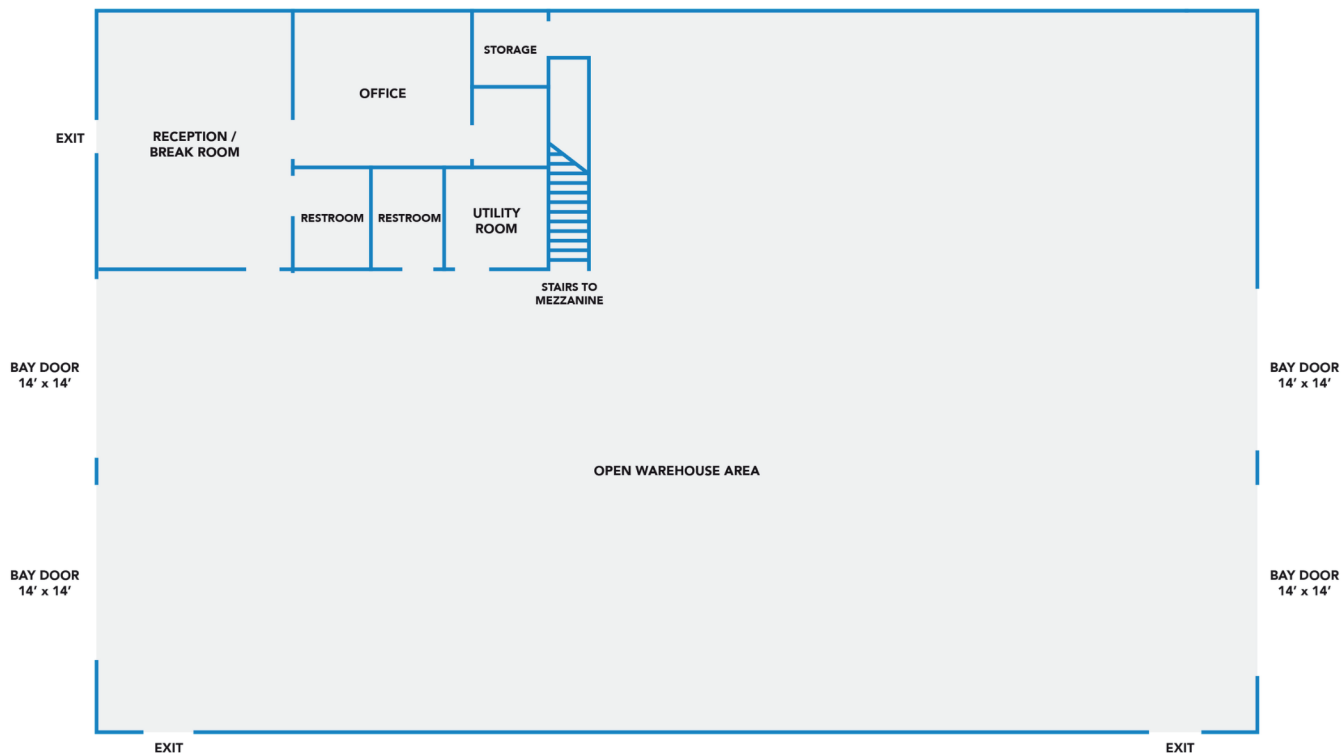 STORAGE
OFFICE
EXIT
RECEPTION /
BREAK ROOM
RESTROOM
RESTROOM
UTILITY
ROOM
STAIRS TO
MEZZANINE
BAY DOOR
14’ x 14’
BAY DOOR
14’ x 14’
OPEN WAREHOUSE AREA
BAY DOOR
14’ x 14’
BAY DOOR
14’ x 14’
EXIT
EXIT